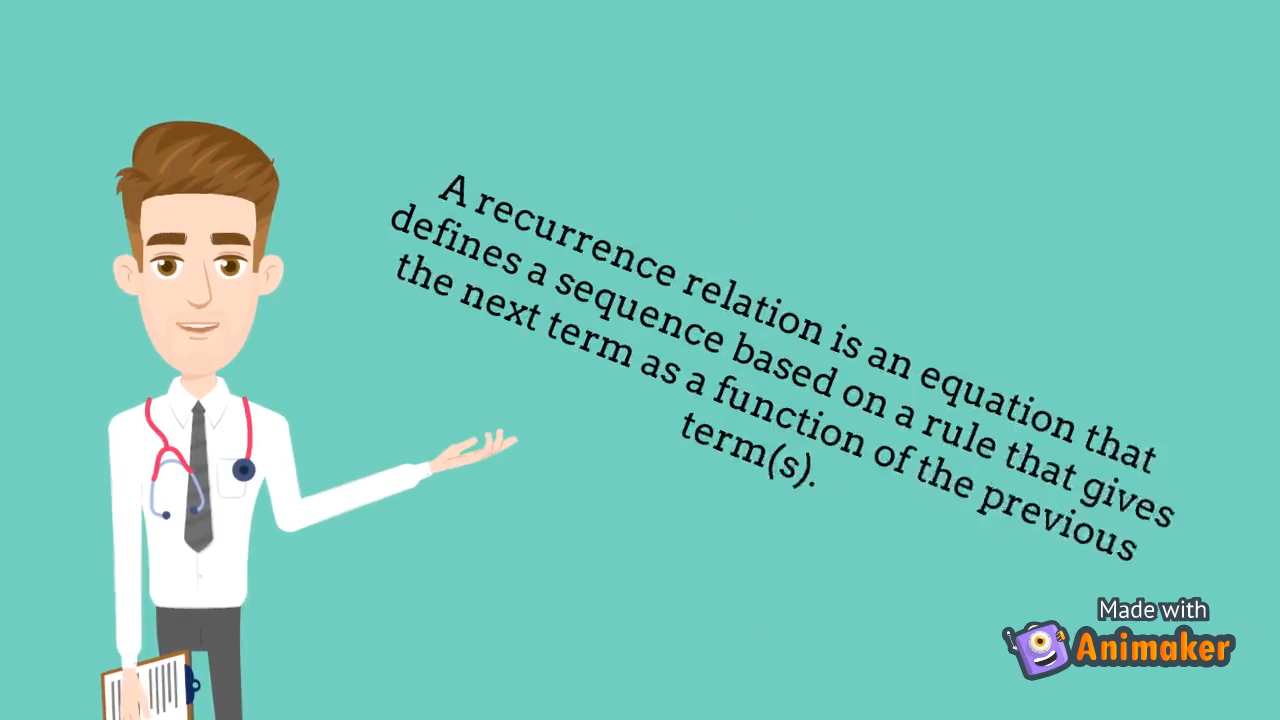 A recurrence relation is an equation that
defines a sequence based on a rule that gives
the next term as a function of the previous
term(s).
Made with
Animaker